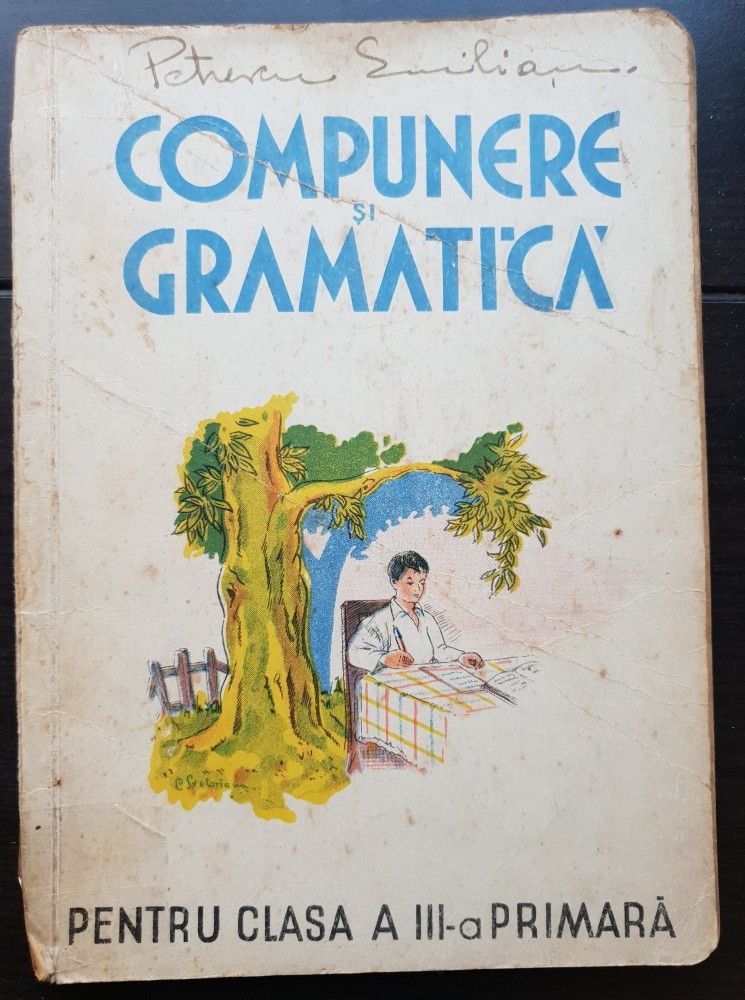 Petrescu Emilian.
COMPUNERE
ȘI
GRAMATICĂ
PENTRU CLASA A III-a PRIMARĂ